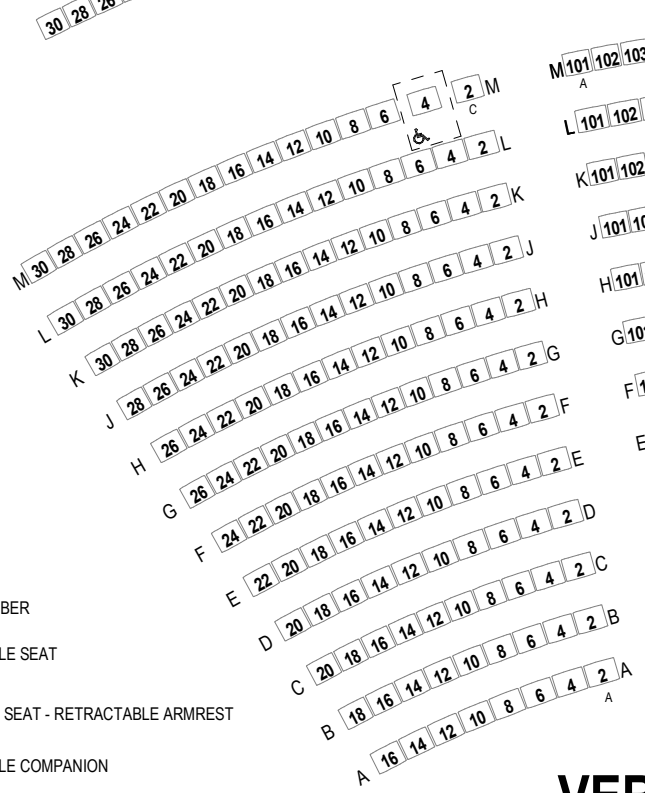 30 28 26
M 30 28 26 24 22 20 18 16 14 12 10 8 6 4 2 M
C
L 30 28 26 24 22 20 18 16 14 12 10 8 6 4 2 L
K 30 28 26 24 22 20 18 16 14 12 10 8 6 4 2 K
J 28 26 24 22 20 18 16 14 12 10 8 6 4 2 J
H 26 24 22 20 18 16 14 12 10 8 6 4 2 H
G 26 24 22 20 18 16 14 12 10 8 6 4 2 G
F 24 22 20 18 16 14 12 10 8 6 4 2 F
E 22 20 18 16 14 12 10 8 6 4 2 E
D 20 18 16 14 12 10 8 6 4 2 D
C 20 18 16 14 12 10 8 6 4 2 C
B 18 16 14 12 10 8 6 4 2 B
A 16 14 12 10 8 6 4 2 A
A
M 101 102 103
A
L 101 102
K 101 102
J 101 10
H 101
G 10
F 1
E
BER
LE SEAT
SEAT - RETRACTABLE ARMREST
LE COMPANION
VER